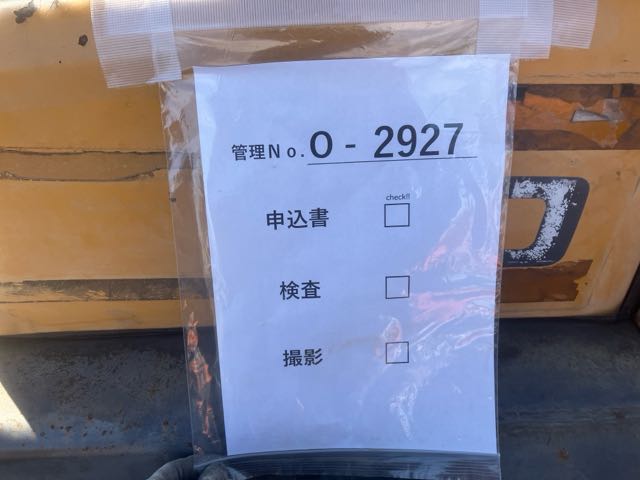 管理No. O - 2927
check!!
申込書 □
検査 □
撮影 □